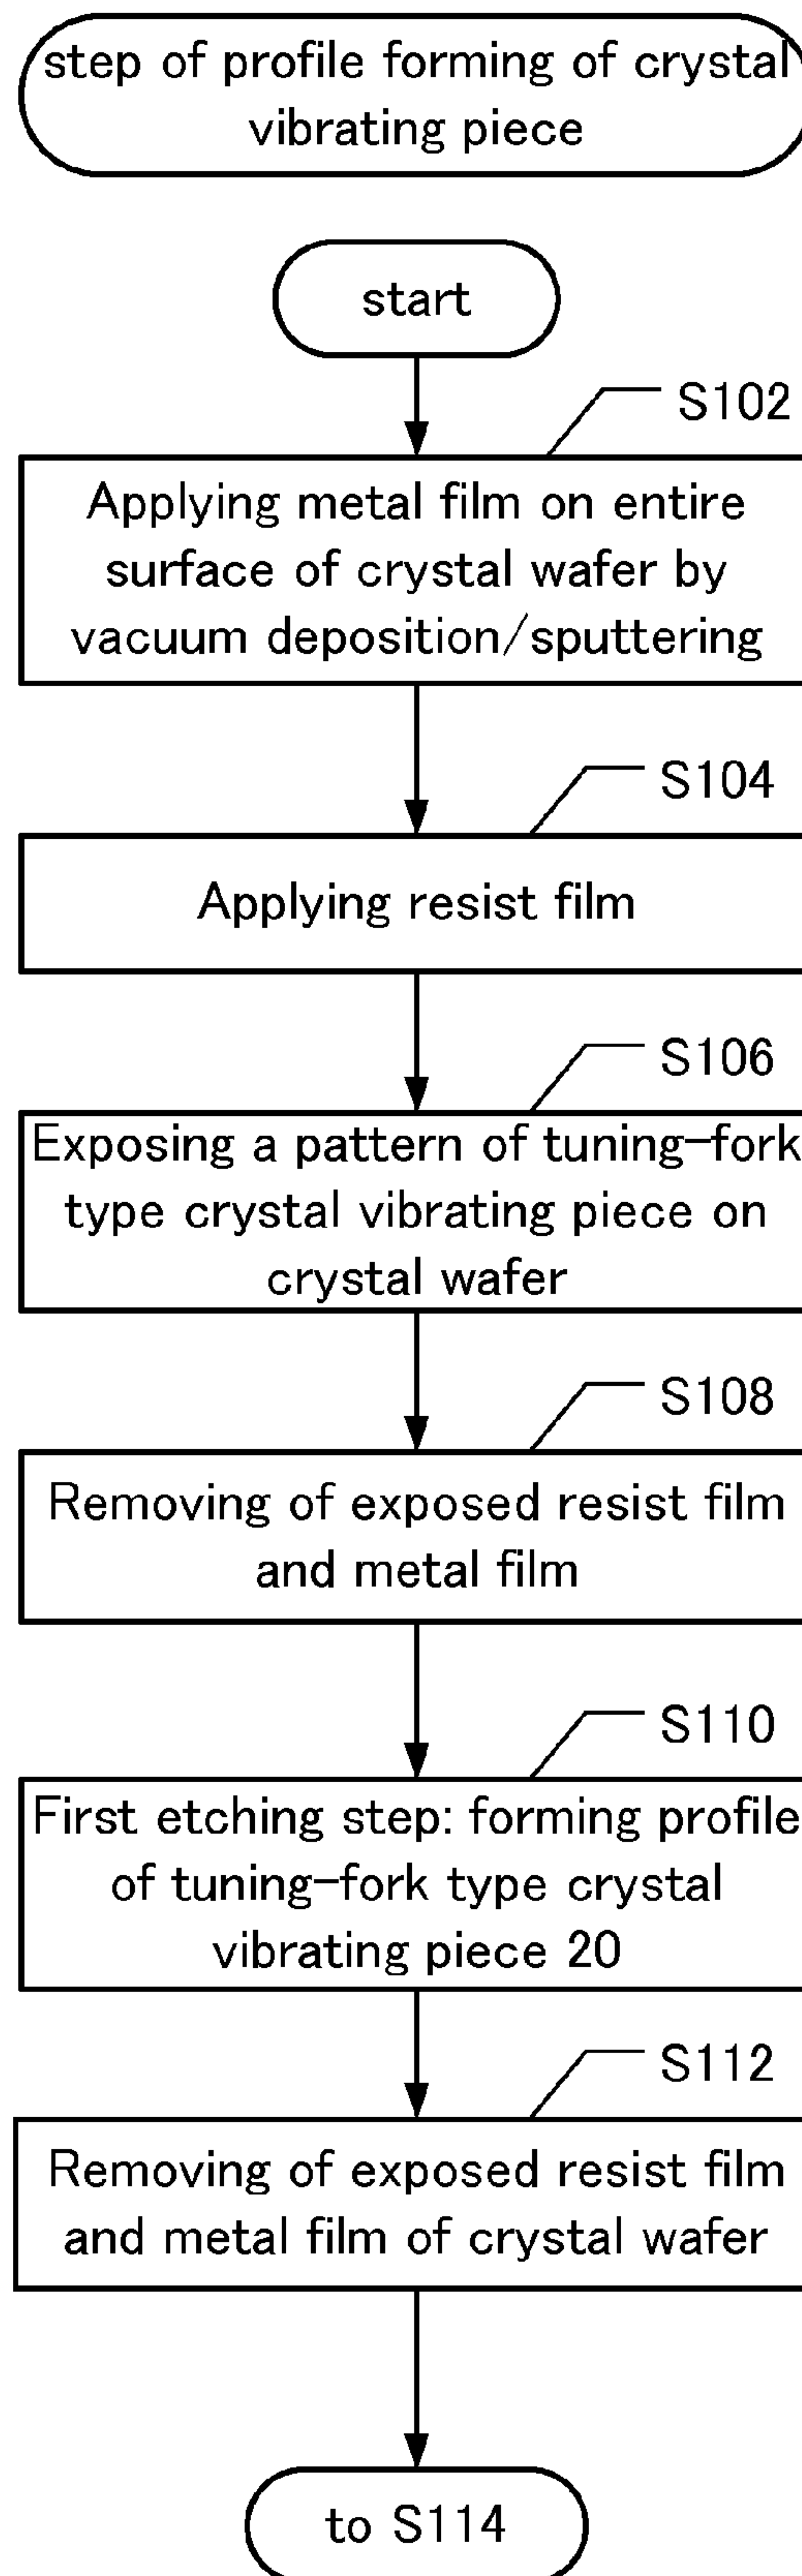 step of profile forming of crystal
vibrating piece
start
S102
Applying metal film on entire
surface of crystal wafer by
vacuum deposition/sputtering
S104
Applying resist film
S106
Exposing a pattern of tuning-fork
type crystal vibrating piece on
crystal wafer
S108
Removing of exposed resist film
and metal film
S110
First etching step: forming profile
of tuning-fork type crystal
vibrating piece 20
S112
Removing of exposed resist film
and metal film of crystal wafer
to S114